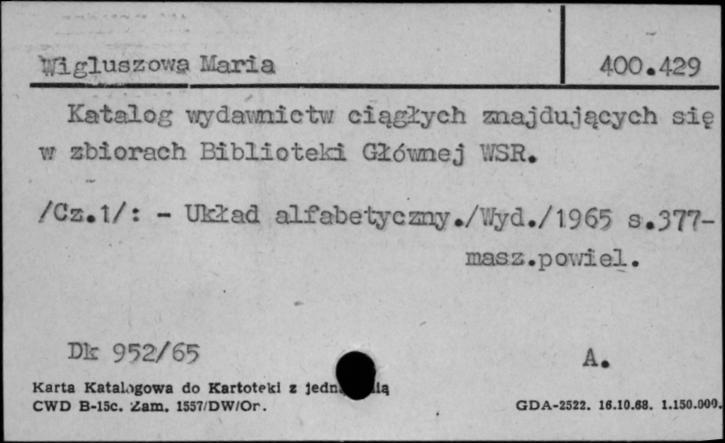 Wigluszowa Maria 400.429
Katalog wydawnictw ciągłych znajdujących się
w zbiorach Biblioteki Głównej WSR.
/Cz.1/: - Układ alfabetyczny./Wyd./1965 s.377-
masz.powiel.
Dk 952/65 A.
Karta Katalogowa do Kartoteki z
CWD B-15c. Zam. 1557/DW/Or. GDA-2522. 16.10.68. 1.150.000.